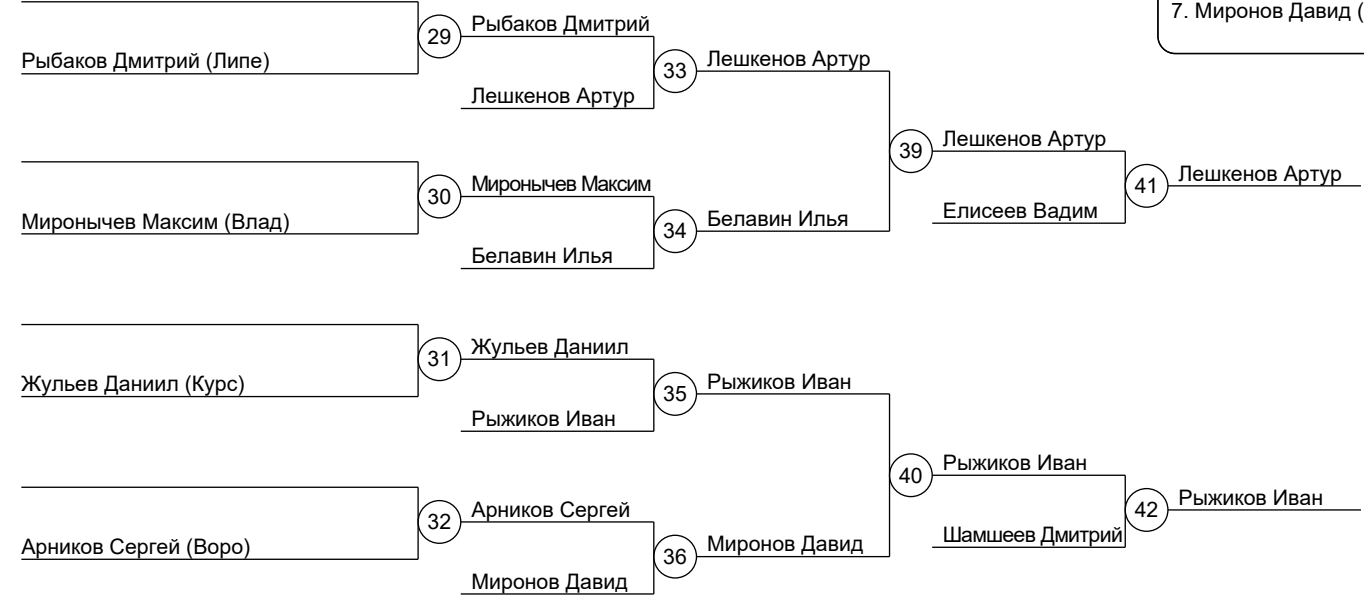 7. Миронов Давид (
Рыбаков Дмитрий (Липе)
29
Рыбаков Дмитрий
Лешкенов Артур
33
Лешкенов Артур
Миронычев Максим (Влад)
30
Миронычев Максим
Белавин Илья
34
Белавин Илья
39
Лешкенов Артур
Елисеев Вадим
41
Лешкенов Артур
Жульев Даниил (Курс)
31
Жульев Даниил
Рыжиков Иван
35
Рыжиков Иван
Арников Сергей (Воро)
32
Арников Сергей
Миронов Давид
36
Миронов Давид
40
Рыжиков Иван
Шамшеев Дмитрий
42
Рыжиков Иван